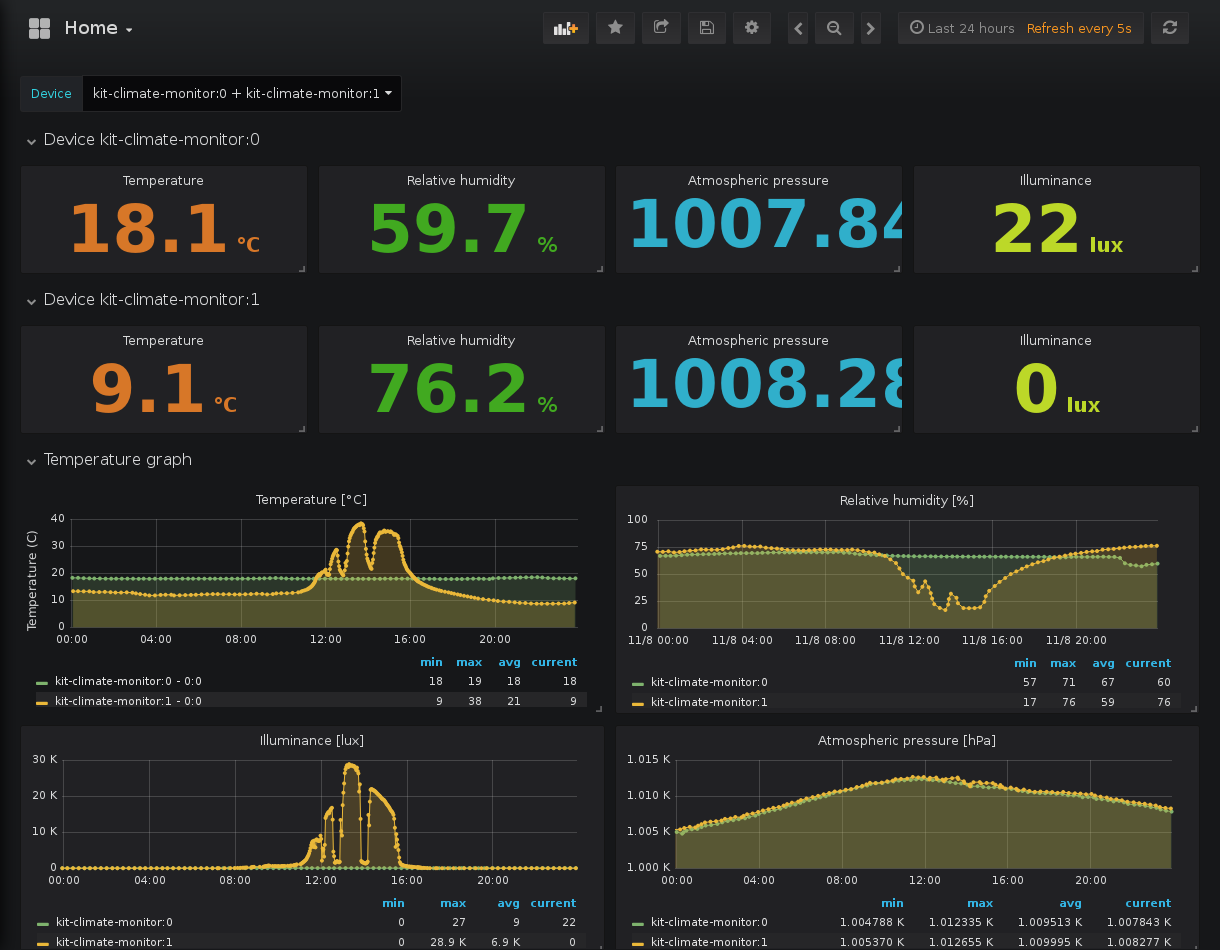 Home
Last 24 hours Refresh every 5s
Device kit-climate-monitor:0 + kit-climate-monitor:1
Device kit-climate-monitor:0
Temperature Relative humidity Atmospheric pressure Illuminance
18.1 °C 59.7 % 1007.84 22 lux
Device kit-climate-monitor:1
Temperature Relative humidity Atmospheric pressure Illuminance
9.1 °C 76.2 % 1008.28 0 lux
Temperature graph
Temperature [°C]
Temperature (C)
40
30
20
10
0
00:00 04:00 08:00 12:00 16:00 20:00
min max avg current
kit-climate-monitor:0 - 0:0 18 19 18 18
kit-climate-monitor:1 - 0:0 9 38 21 9
Relative humidity [%]
100
75
50
25
0
11/8 00:00 11/8 04:00 11/8 08:00 11/8 12:00 11/8 16:00 11/8 20:00
min max avg current
kit-climate-monitor:0 57 71 67 60
kit-climate-monitor:1 17 76 59 76
Illuminance [lux]
30 K
20 K
10 K
0
00:00 04:00 08:00 12:00 16:00 20:00
min max avg current
kit-climate-monitor:0 0 27 9 22
kit-climate-monitor:1 0 28.9 K 6.9 K 0
Atmospheric pressure [hPa]
1.015 K
1.010 K
1.005 K
1.000 K
00:00 04:00 08:00 12:00 16:00 20:00
min max avg current
kit-climate-monitor:0 1.004788 K 1.012335 K 1.009513 K 1.007843 K
kit-climate-monitor:1 1.005370 K 1.012655 K 1.009995 K 1.008277 K